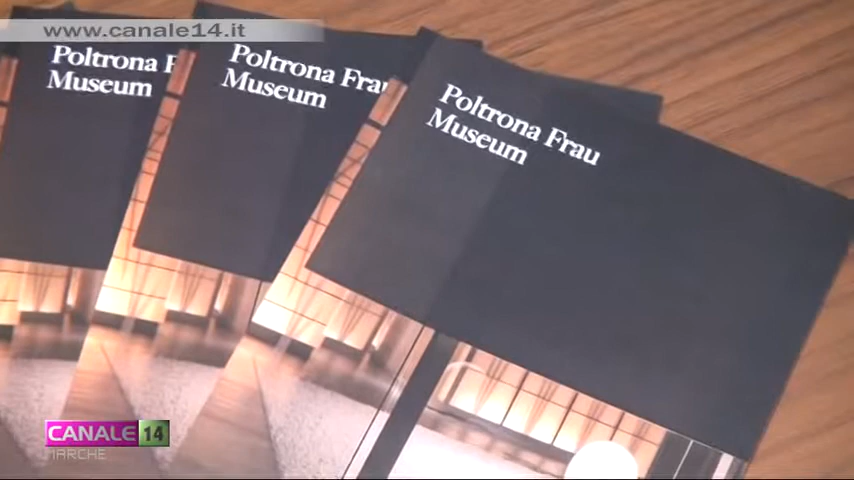 www.canale14.it
Poltrona F
Museum
Poltrona Frau
Museum
Poltrona Frau
Museum
CANALE 14
MARCHE